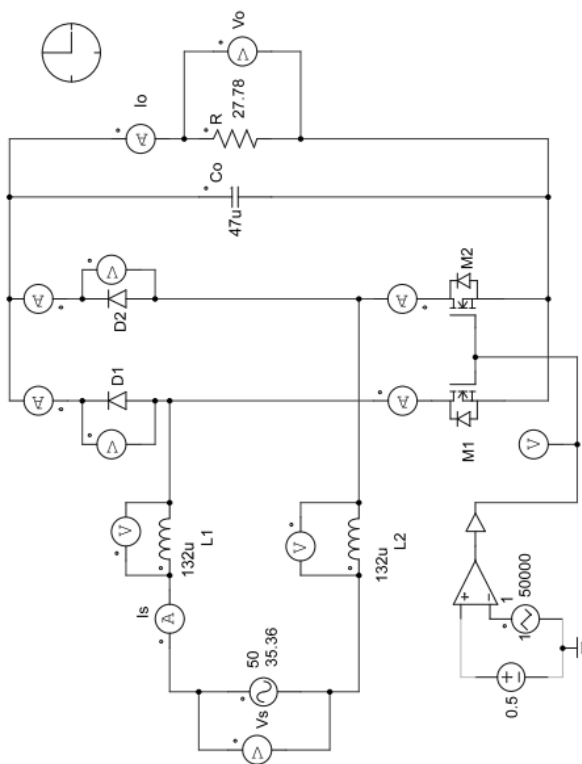 Io
Vo
R
27.78
Co
47u
A
V
A
V
D2
A
M2
A
V
D1
A
M1
V
V
132u
L1
V
132u
L2
A
Is
50
35.36
Vs
V
V
1
50000
1
0.5